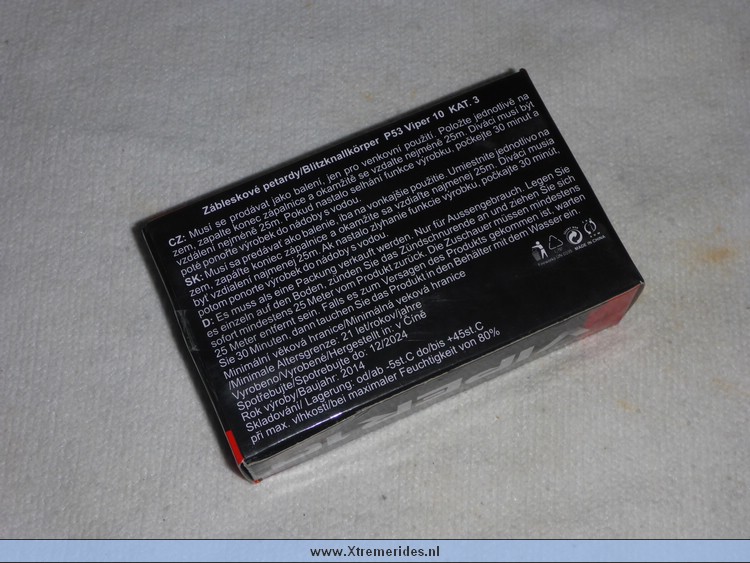 Zábleskové petardy/Blitzknallkörper P53 Viper 10 KAT. 3
CZ: Musí se prodávat jako balení, jen pro venkovní použití. Položte jednotlivě na
zem, zapalte konec zápalnice a okamžitě se vzdalte nejméně 25m. Diváci musí být
vzdálení nejméně 25m. Pokud nastalo selhání funkce výrobku, počkejte 30 minut a
poté ponořte výrobek do nádoby s vodou.
SK: Musí sa predávať ako balenie, iba na vonkajšie použitie. Umiestnite jednotlivo na
zem, zapáľte koniec zápalnice a okamžite sa vzdiaľte najmenej 25m. Diváci musia
byť vzdialení najmenej 25m. Ak nastalo zlyhanie funkcie výrobku, počkajte 30 minút,
potom ponorte výrobok do nádoby s vodou.
D: Es muss als eine Packung verkauft werden. Nur für Aussengebrauch. Legen Sie
es einzeln auf den Boden, zünden Sie das Zündschnurende an und ziehen Sie sich
sofort mindestens 25 Meter vom Produkt zurück. Die Zuschauer müssen mindestens
25 Meter entfernt sein. Falls es zum Versagen des Produkts gekommen ist, warten
Sie 30 Minuten, dann tauchen Sie das Produkt in den Behälter mit dem Wasser ein.
Minimální věková hranice/Minimálna veková hranice
/Minimale Altersgrenze: 21 let/rokov/jahre
Vyrobeno/Vyrobené/Hergestellt in: v Číně
Spotřebujte/Spotrebujte do: 12/2024
Rok výroby/Baujahr: 2014
Skladování/ Lagerung: od/ab -5st.C do/bis +45st.C
při max. vlhkosti/bei maximaler Feuchtigkeit von 80%
MADE IN CHINA
www.Xtremerides.nl